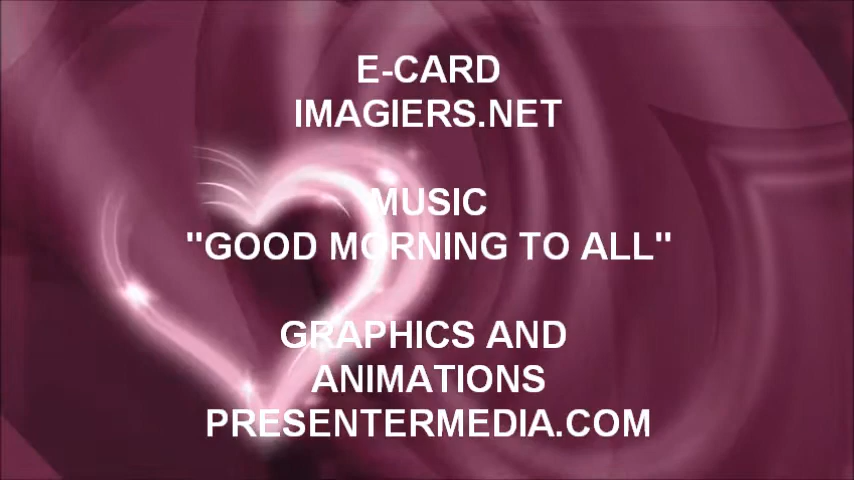 E-CARD
IMAGIERS.NET
MUSIC
"GOOD MORNING TO ALL"
GRAPHICS AND
ANIMATIONS
PRESENTERMEDIA.COM